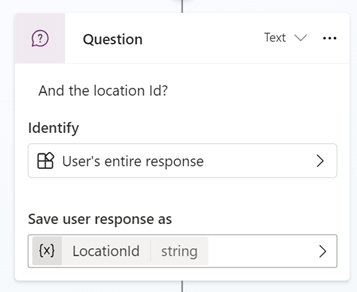 Question
Text
And the location Id?
Identify
User's entire response
Save user response as
{x} LocationId string